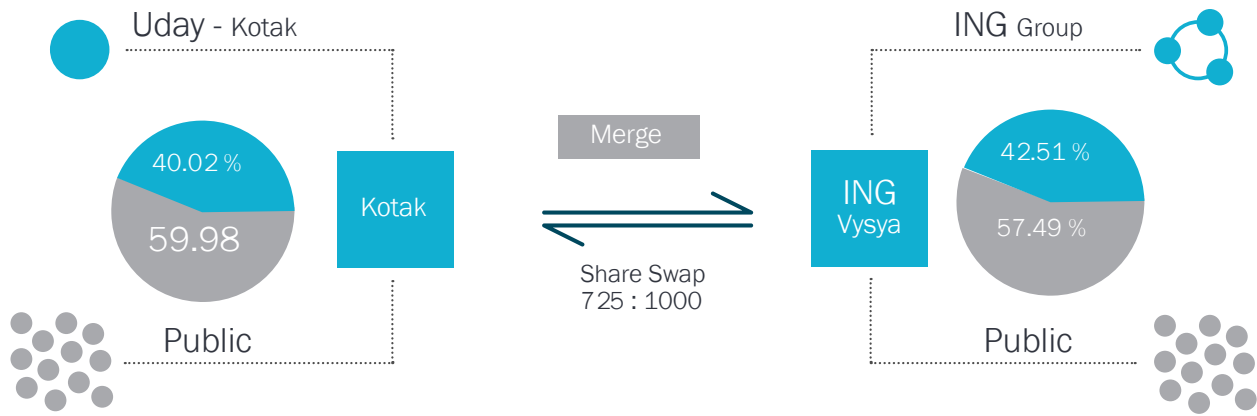 Uday - Kotak
40.02 %
59.98
Kotak
Public
Merge
Share Swap
725 : 1000
ING Group
ING
Vysya
42.51 %
57.49 %
Public